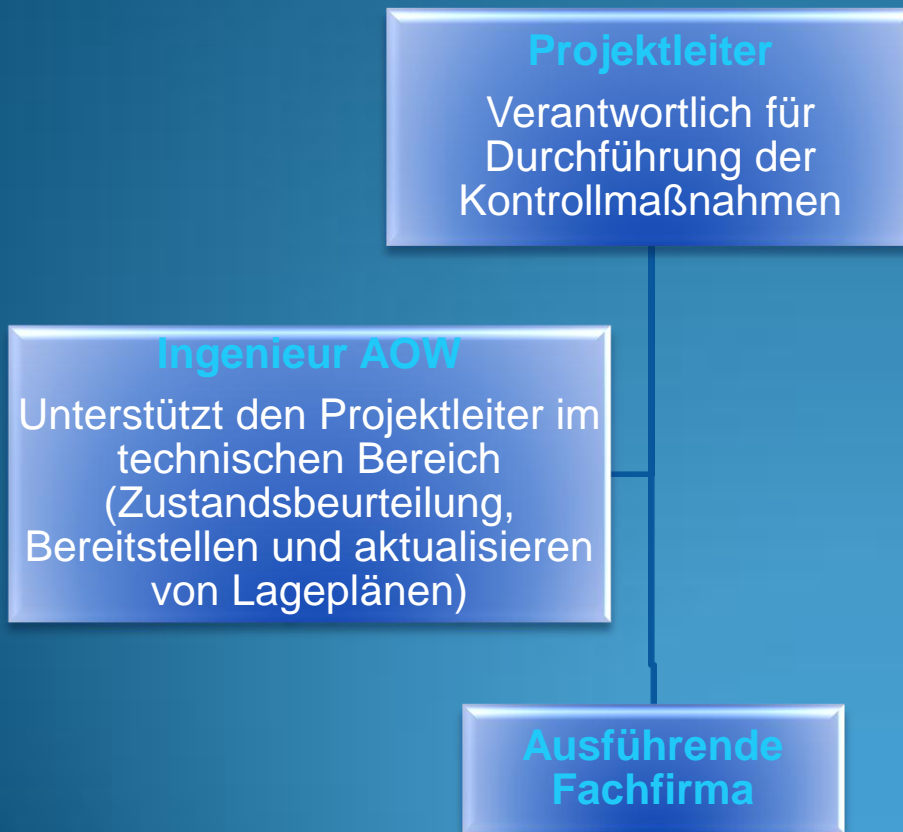 Projektleiter
Verantwortlich für
Durchführung der
Kontrollmaßnahmen
Ingenieur AOW
Unterstützt den Projektleiter im
technischen Bereich
(Zustandsbeurteilung,
Bereitstellen und aktualisieren
von Lageplänen)
Ausführende
Fachfirma